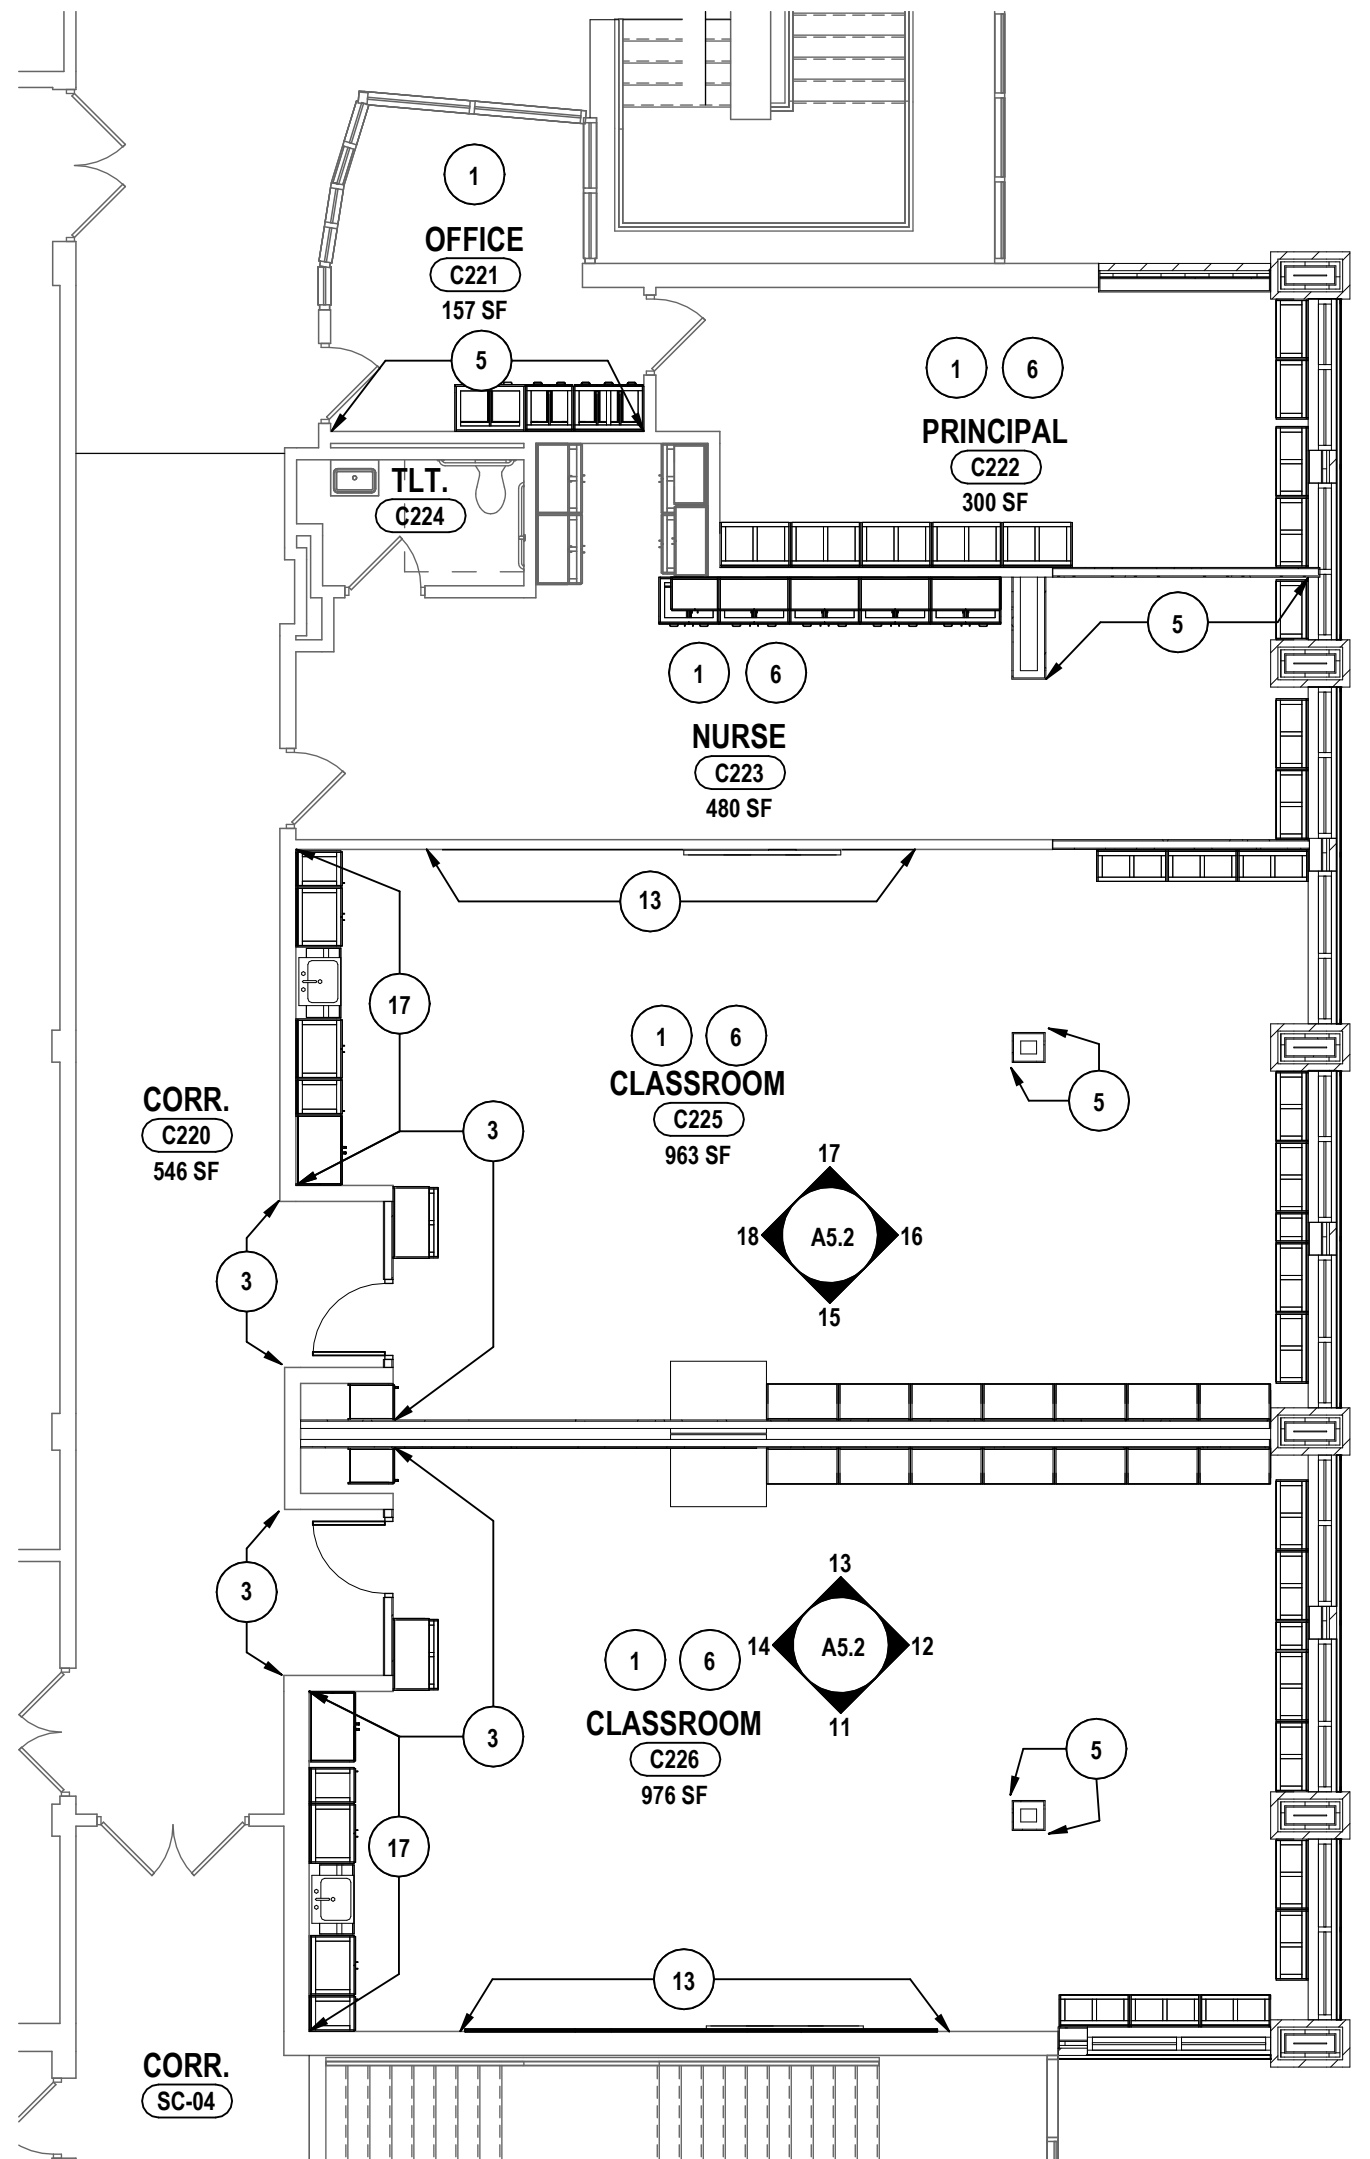 1
OFFICE
C221
157 SF
5
1
6
PRINCIPAL
C222
300 SF
TLT.
C224
5
1
6
NURSE
C223
480 SF
13
17
1
6
CLASSROOM
C225
963 SF
5
3
CORR.
C220
546 SF
17
18
A5.2
16
15
3
3
13
14
A5.2
12
11
1
6
CLASSROOM
C226
976 SF
3
5
17
13
CORR.
SC-04